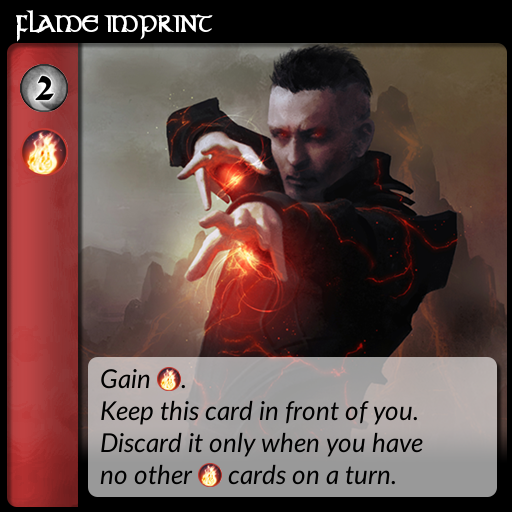 Flame Imprint
2
Gain .
Keep this card in front of you.
Discard it only when you have
no other cards on a turn.